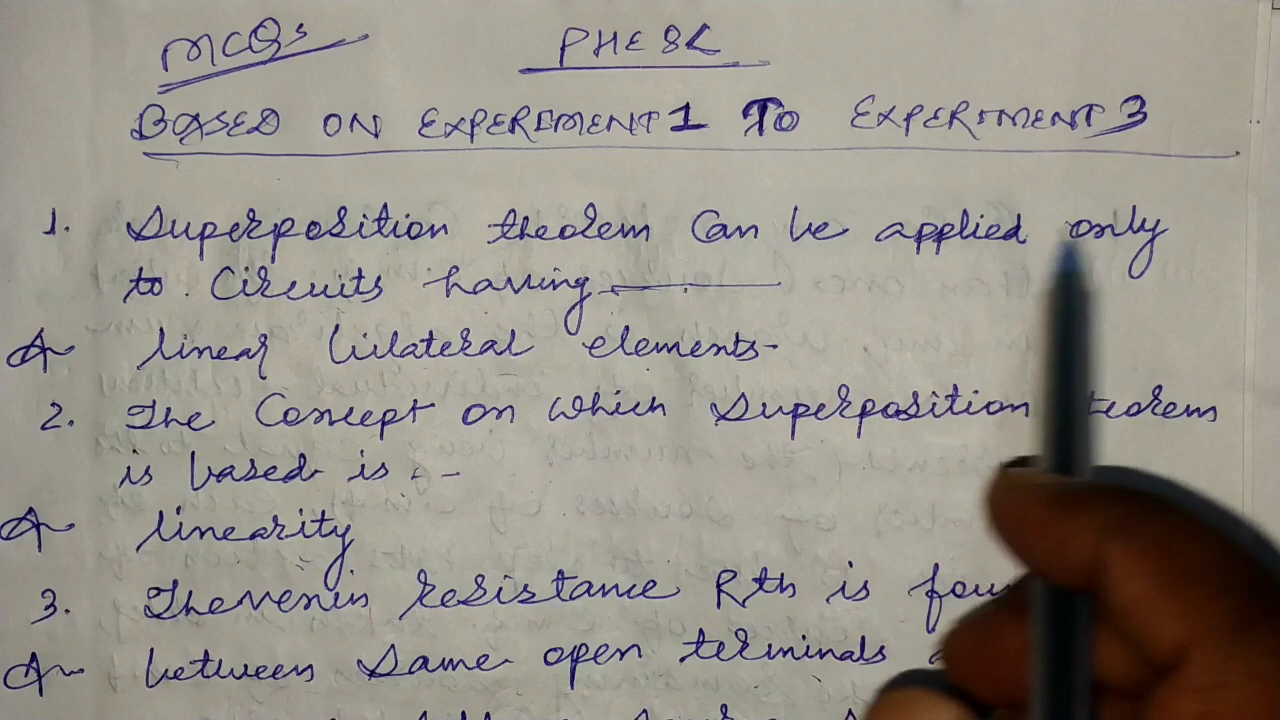 MCQs
PHE 8L
BASED ON EXPERIMENT 1 TO EXPERIMENT 3
1. Superposition theorem Can be applied only
to Circuits having
A linear bilateral elements-
2. The Concept on which Superposition teorem
is based is --
A linearity
3. Thevenin resistance Rth is fou
A between same open terminals